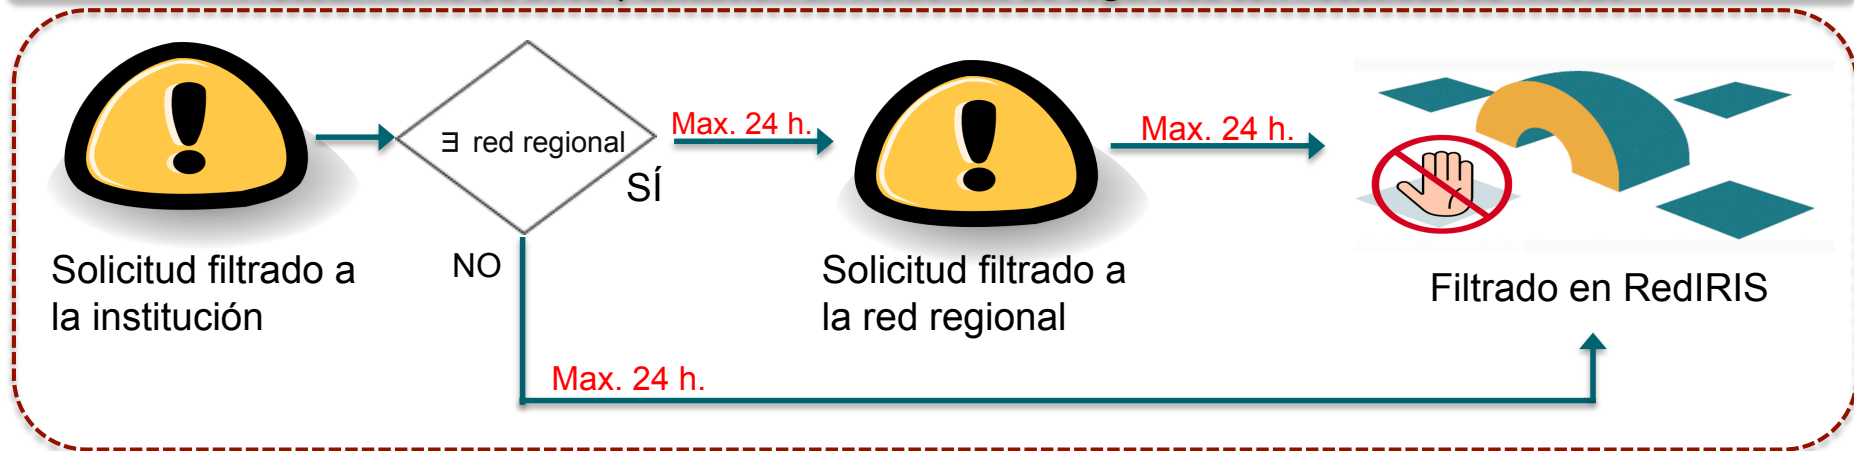 ∃ red regional
SÍ
NO
Max. 24 h.
Max. 24 h.
Max. 24 h.
Solicitud filtrado a
la institución
Solicitud filtrado a
la red regional
Filtrado en RedIRIS